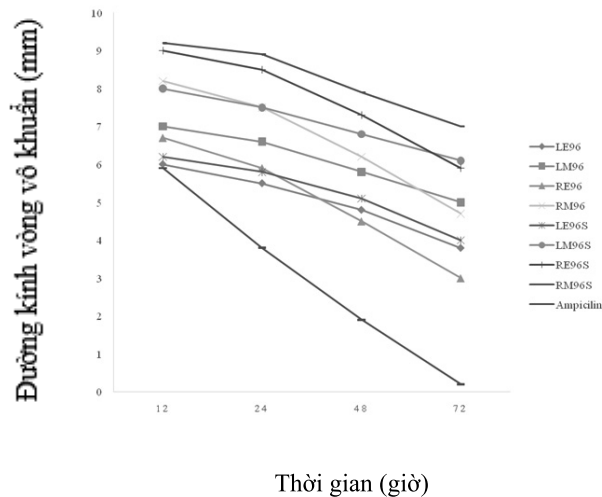 Đường kính vòng vô khuẩn (mm)
10
9
8
7
6
5
4
3
2
1
0
12 24 48 72
Thời gian (giờ)
LE96
LM96
RE96
RM96
LE96S
LM96S
RE96S
RM96S
Ampicilin